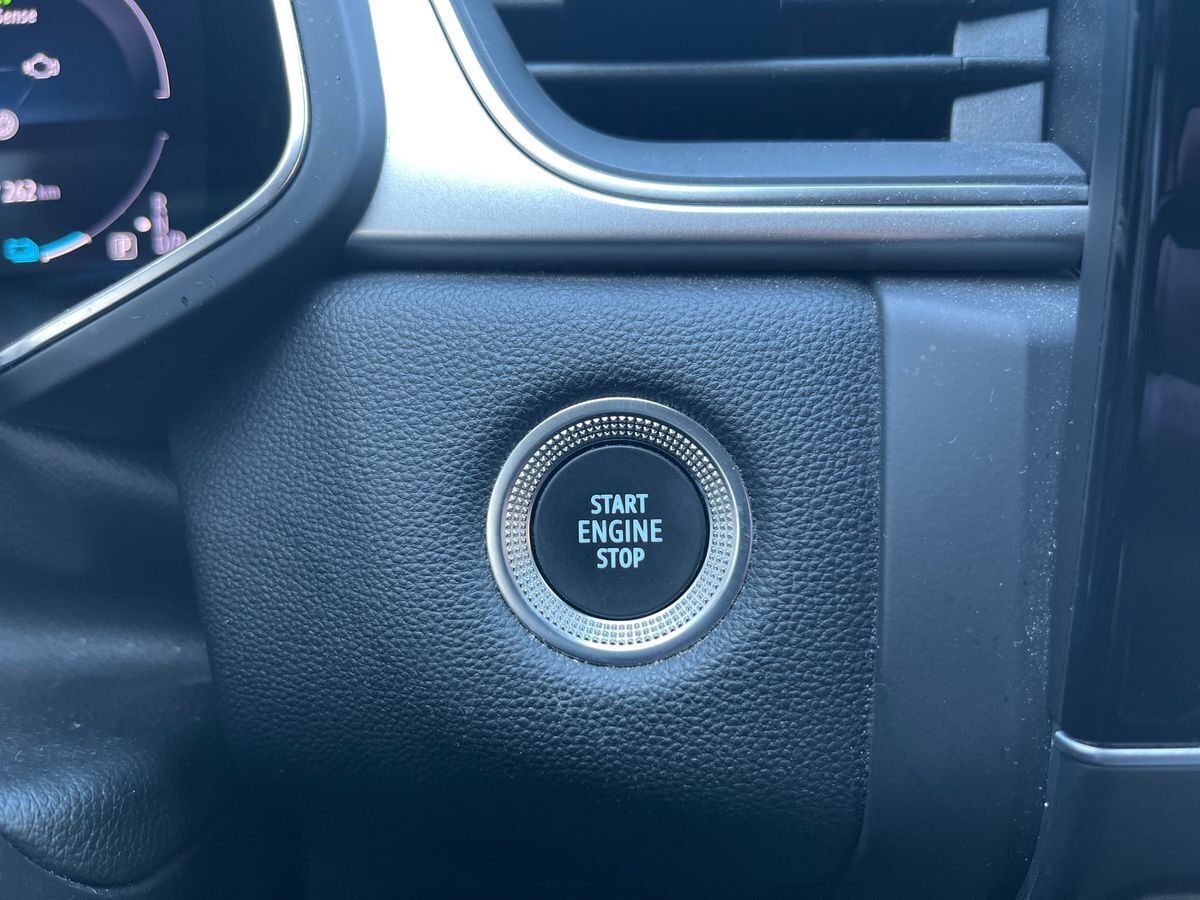 Sense
262 km
R
N
P
START
ENGINE
STOP